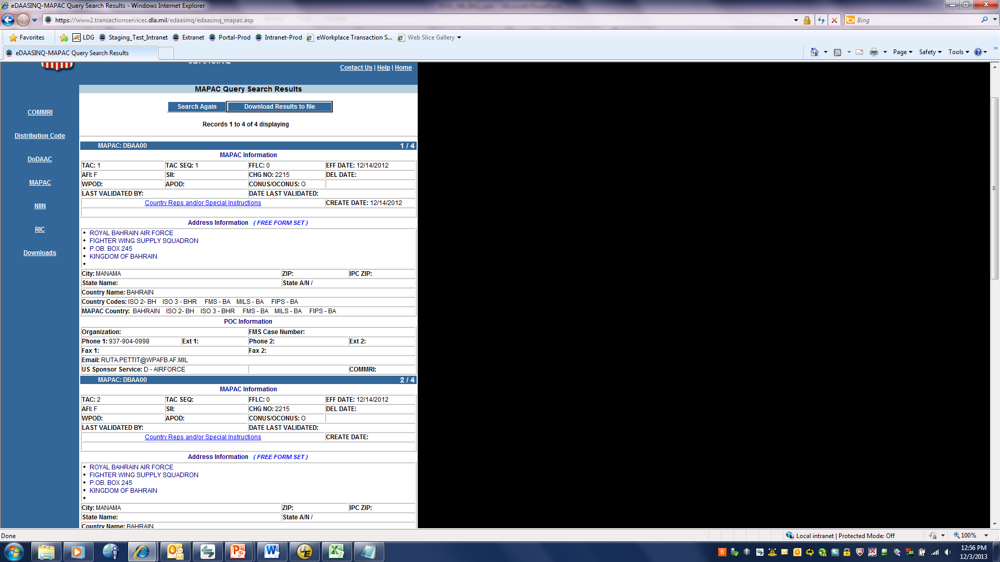 eDAASINQ-MAPAC Query Search Results - Windows Internet Explorer
https://www2.transactionservices.dla.mil/edaasinq/edaasinq_mapac.asp
Bing
Favorites LDG Staging_Test_Intranet Extranet Portal-Prod Intranet-Prod eWorkplace Transaction S... Web Slice Gallery
eDAASINQ-MAPAC Query Search Results
Page Safety Tools
eDAASINQ
Contact Us | Help | Home
COMMRI
Distribution Code
DoDAAC
MAPAC
NIIN
RIC
Downloads
MAPAC Query Search Results
Search Again Download Results to file
Records 1 to 4 of 4 displaying
MAPAC: DBAA00 1 / 4
MAPAC Information
TAC: 1 TAC SEQ: 1 FFLC: 0 EFF DATE: 12/14/2012
AFI: F SII: CHG NO: 2215 DEL DATE:
WPOD: APOD: CONUS/OCONUS: O
LAST VALIDATED BY: DATE LAST VALIDATED:
Country Reps and/or Special Instructions CREATE DATE: 12/14/2012
Address Information ( FREE FORM SET )
• ROYAL BAHRAIN AIR FORCE
• FIGHTER WING SUPPLY SQUADRON
• P.OB. BOX 245
• KINGDOM OF BAHRAIN
•
City: MANAMA ZIP: IPC ZIP:
State Name: State A/N /
Country Name: BAHRAIN
Country Codes: ISO 2- BH ISO 3 - BHR FMS - BA MILS - BA FIPS - BA
MAPAC Country: BAHRAIN ISO 2- BH ISO 3 - BHR FMS - BA MILS - BA FIPS - BA
POC Information
Organization: FMS Case Number:
Phone 1: 937-904-0998 Ext 1: Phone 2: Ext 2:
Fax 1: Fax 2:
Email: RUTA.PETTIT@WPAFB.AF.MIL
US Sponsor Service: D - AIRFORCE COMMRI:
MAPAC: DBAA00 2 / 4
MAPAC Information
TAC: 2 TAC SEQ: FFLC: 0 EFF DATE: 12/14/2012
AFI: F SII: CHG NO: 2215 DEL DATE:
WPOD: APOD: CONUS/OCONUS: O
LAST VALIDATED BY: DATE LAST VALIDATED:
Country Reps and/or Special Instructions CREATE DATE:
Address Information ( FREE FORM SET )
• ROYAL BAHRAIN AIR FORCE
• FIGHTER WING SUPPLY SQUADRON
• P.OB. BOX 245
• KINGDOM OF BAHRAIN
•
City: MANAMA ZIP: IPC ZIP:
State Name: State A/N /
Country Name: BAHRAIN
Done Local intranet | Protected Mode: Off 100%
12:56 PM
12/3/2013